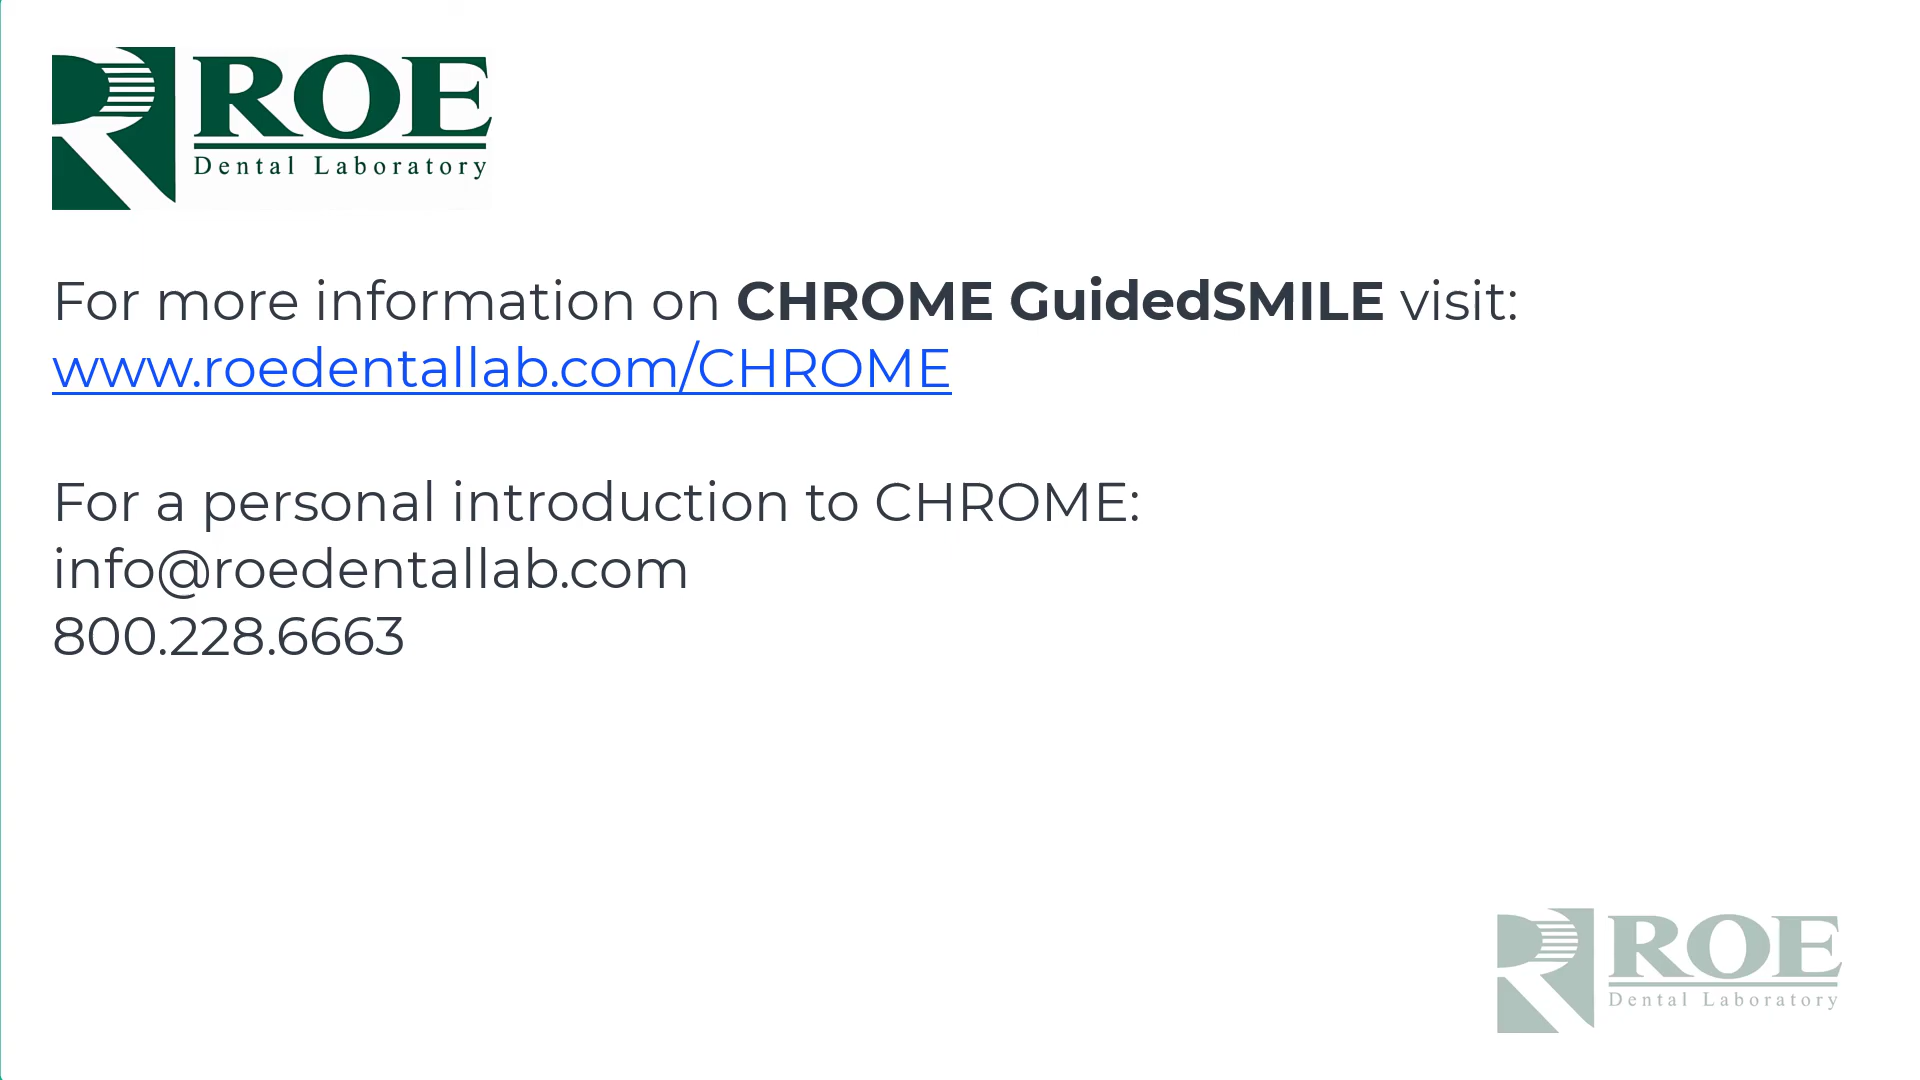 ROE
Dental Laboratory
For more information on CHROME GuidedSMILE visit:
www.roedentallab.com/CHROME
For a personal introduction to CHROME:
info@roedentallab.com
800.228.6663
ROE
Dental Laboratory